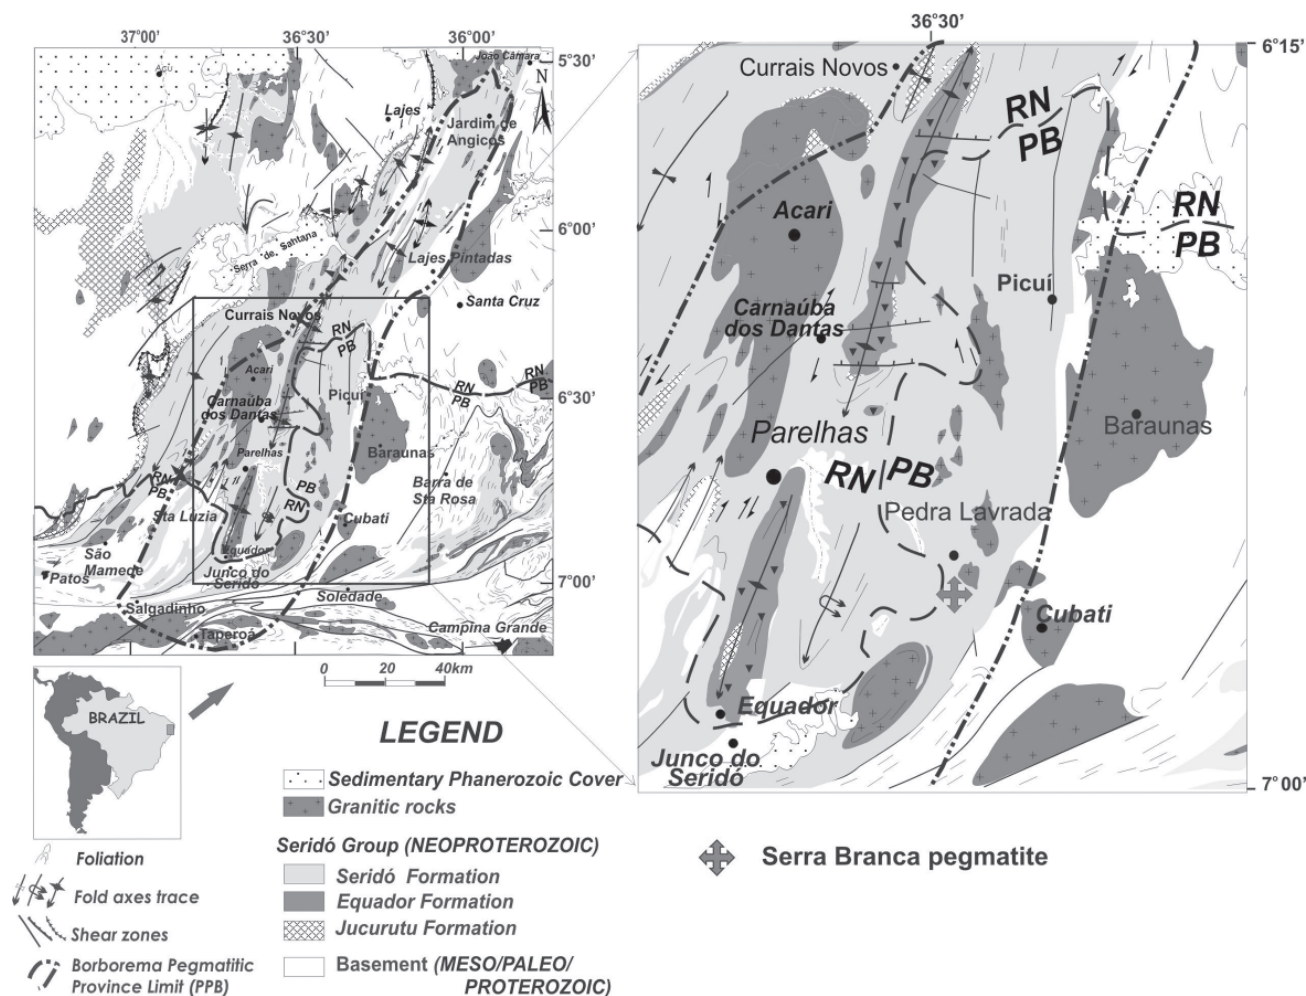 37°00'
36°30'
36°00'
João Câmara
5°30'
Açú
N
Lajes
Jardim de
Angicos
6°00'
Serra de Santana
Lajes Pintadas
Santa Cruz
Currais Novos
RN
PB
Acari
RN
PB
RN
PB
6°30'
Picuí
Carnaúba
dos Dantas
Baraunas
Parelhas
Barra de
Sta Rosa
RN
PB
PB
RN
Sta Luzia
Cubati
Equador
São
Mamede
Junco do
Seridó
Patos
7°00'
Soledade
Salgadinho
Taperoá
Campina Grande
0 20 40km
36°30'
6°15'
Currais Novos
RN
PB
Acari
RN
PB
Picuí
Carnaúba
dos Dantas
Baraunas
Parelhas
RN PB
Pedra Lavrada
Cubati
Equador
Junco do
Seridó
7°00'
BRAZIL
LEGEND
Sedimentary Phanerozoic Cover
Granitic rocks
Seridó Group (NEOPROTEROZOIC)
Seridó Formation
Equador Formation
Jucurutu Formation
Basement (MESO/PALEO/
PROTEROZOIC)
Foliation
Fold axes trace
Shear zones
Borborema Pegmatitic
Province Limit (PPB)
Serra Branca pegmatite